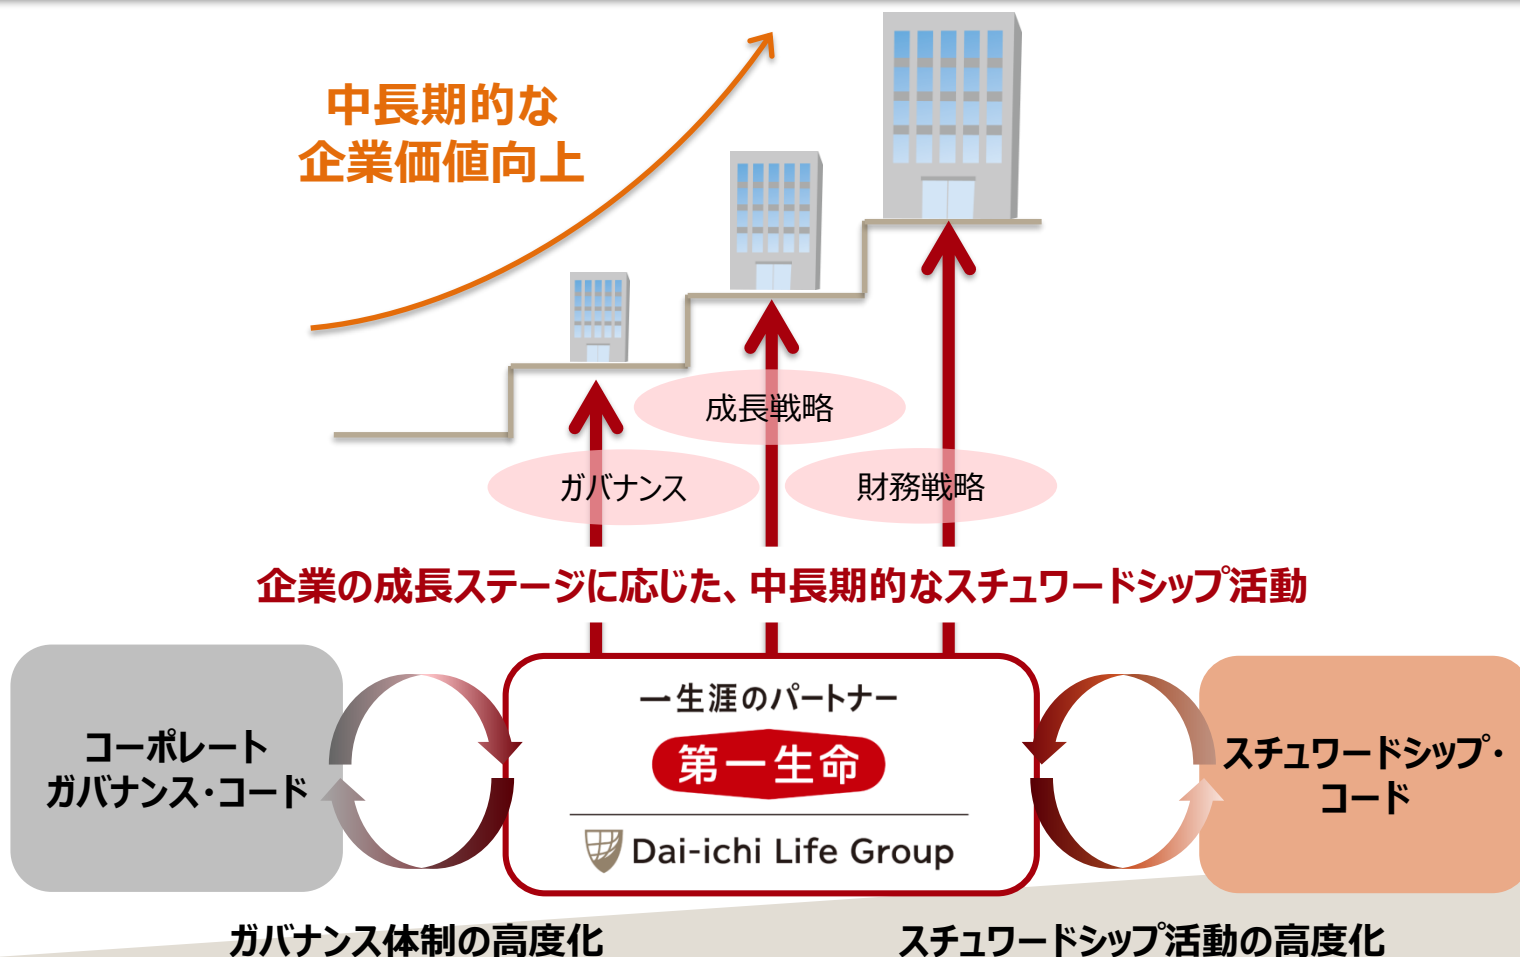 中長期的な
企業価値向上
成長戦略
ガバナンス
財務戦略
企業の成長ステージに応じた、中長期的なスチュワードシップ活動
コーポレート
ガバナンス・コード
一生涯のパートナー
第一生命
Dai-ichi Life Group
スチュワードシップ・
コード
ガバナンス体制の高度化
スチュワードシップ活動の高度化